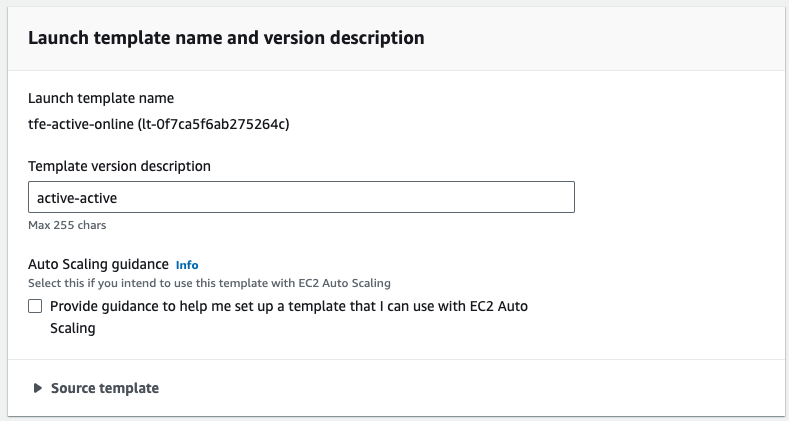 Launch template name and version description
Launch template name
tfe-active-online (lt-0f7ca5f6ab275264c)
Template version description
active-active
Max 255 chars
Auto Scaling guidance Info
Select this if you intend to use this template with EC2 Auto Scaling
Provide guidance to help me set up a template that I can use with EC2 Auto
Scaling
Source template